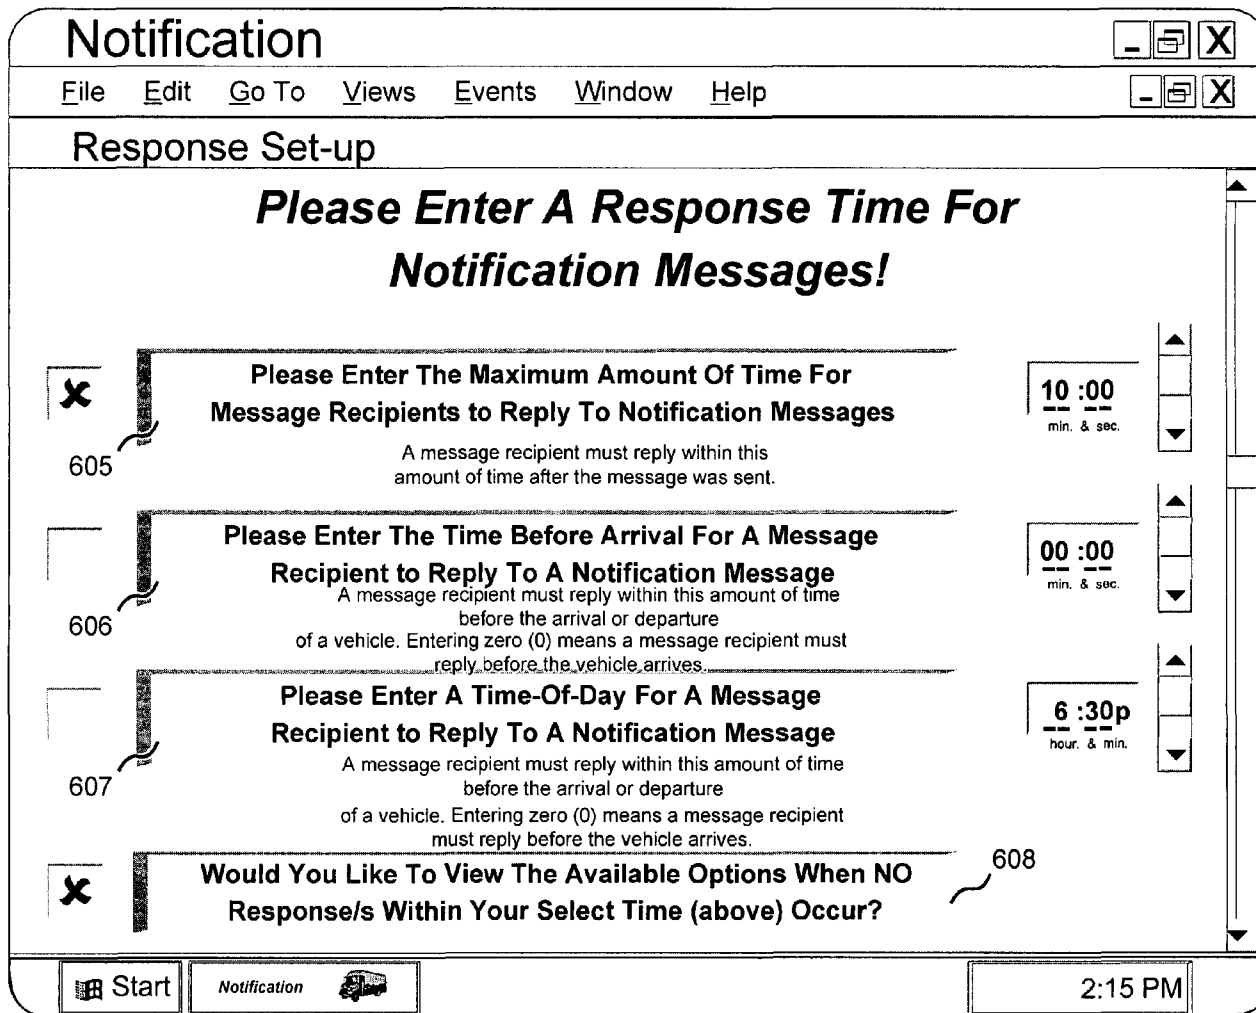 Notification
File Edit Go To Views Events Window Help
Response Set-up
Please Enter A Response Time For
Notification Messages!
Please Enter The Maximum Amount Of Time For
Message Recipients to Reply To Notification Messages
10 :00
min. & sec.
A message recipient must reply within this
amount of time after the message was sent.
605
Please Enter The Time Before Arrival For A Message
Recipient to Reply To A Notification Message
00 :00
min. & sec.
A message recipient must reply within this amount of time
before the arrival or departure
of a vehicle. Entering zero (0) means a message recipient must
reply before the vehicle arrives.
606
Please Enter A Time-Of-Day For A Message
Recipient to Reply To A Notification Message
6 :30p
hour. & min.
A message recipient must reply within this amount of time
before the arrival or departure
of a vehicle. Entering zero (0) means a message recipient
must reply before the vehicle arrives.
607
Would You Like To View The Available Options When NO
Response/s Within Your Select Time (above) Occur?
608
Start
Notification
2:15 PM